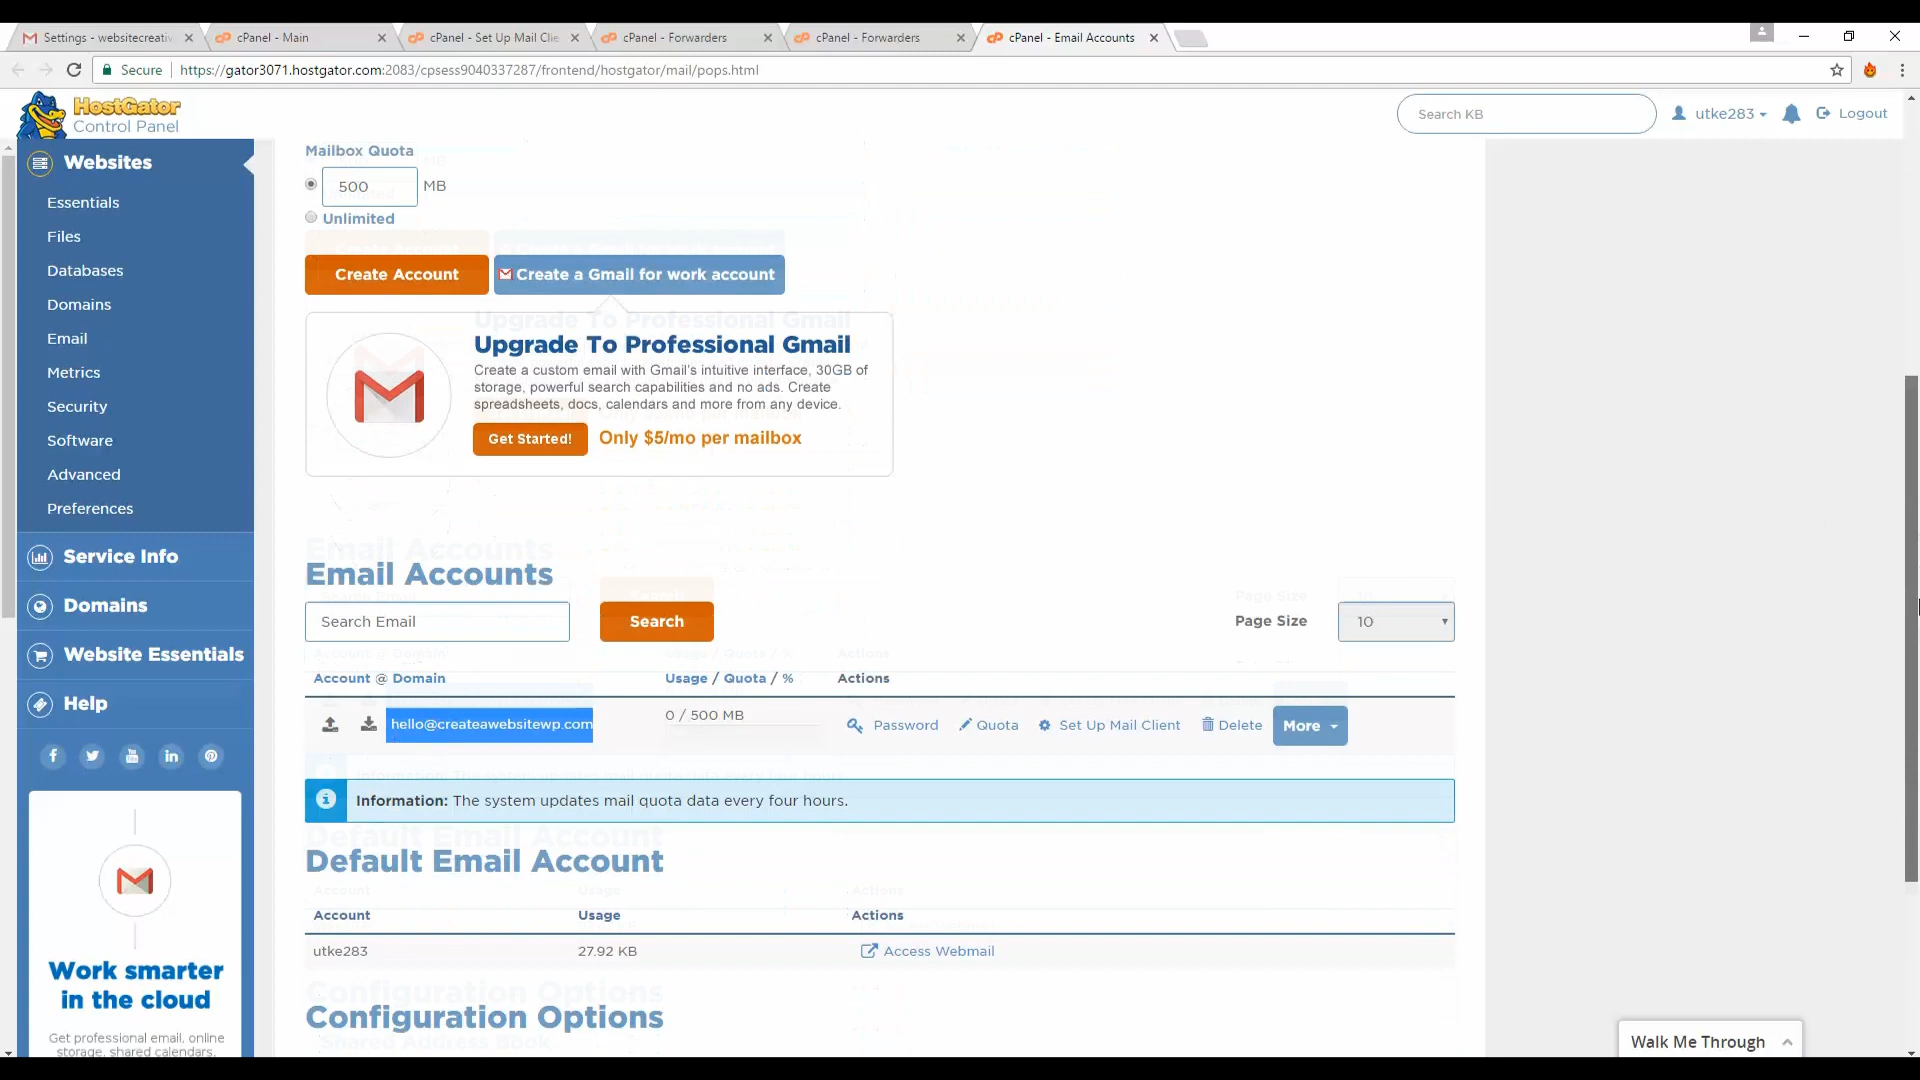 Settings - websitecreativ
cPanel - Main
cPanel - Set Up Mail Clie
cPanel - Forwarders
cPanel - Forwarders
cPanel - Email Accounts
Secure
https://gator3071.hostgator.com:2083/cpsess9040337287/frontend/hostgator/mail/pops.html
HostGator
Control Panel
Search KB
utke283
Logout
Websites
Essentials
Files
Databases
Domains
Email
Metrics
Security
Software
Advanced
Preferences
Service Info
Domains
Website Essentials
Help
Work smarter
in the cloud
Get professional email, online
storage, shared calendars,
Mailbox Quota
500 MB
Unlimited
Create Account
Create a Gmail for work account
Upgrade To Professional Gmail
Create a custom email with Gmail's intuitive interface, 30GB of
storage, powerful search capabilities and no ads. Create
spreadsheets, docs, calendars and more from any device.
Get Started! Only $5/mo per mailbox
Email Accounts
Search Email
Search
Page Size
10
Account @ Domain
Usage / Quota / %
Actions
hello@createawebsitewp.com
0 / 500 MB
Password
Quota
Set Up Mail Client
Delete
More
Information: The system updates mail quota data every four hours.
Default Email Account
Account
Usage
Actions
utke283
27.92 KB
Access Webmail
Configuration Options
Shared Address Book
Walk Me Through